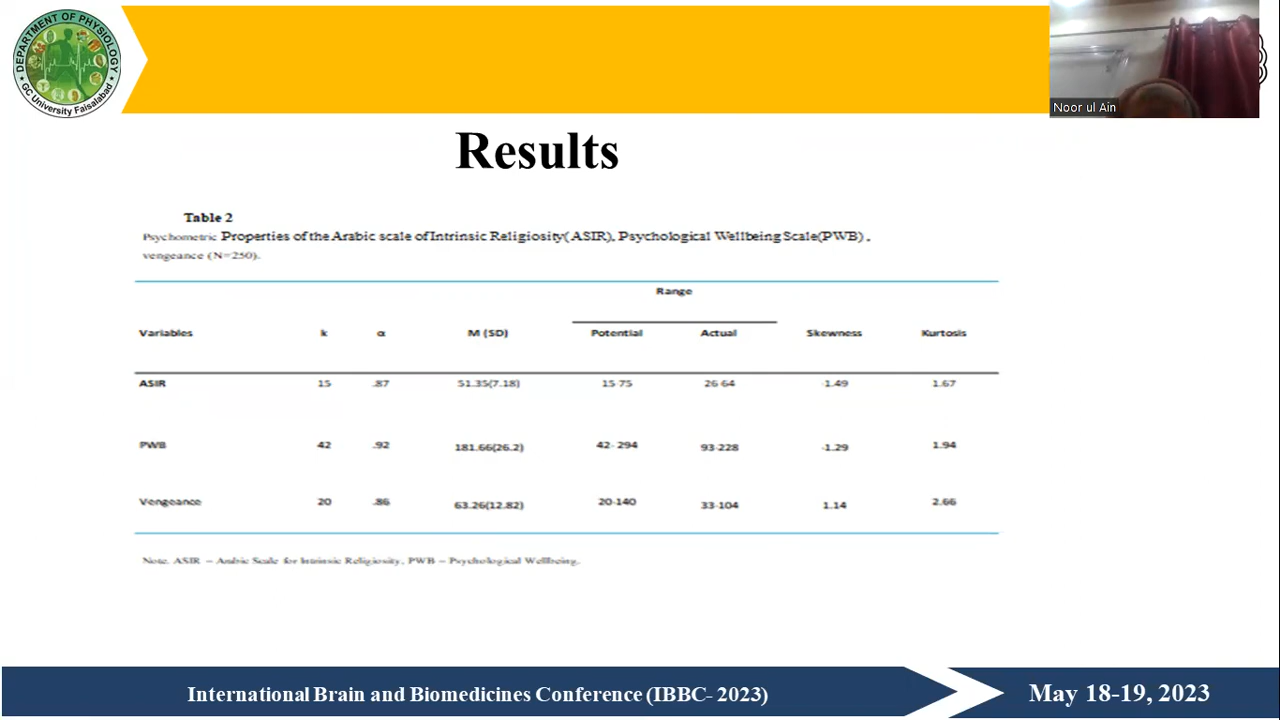 DEPARTMENT OF PHYSIOLOGY
GC University Faisalabad
Noor ul Ain
Results
Table 2
Psychometric Properties of the Arabic scale of Intrinsic Religiosity( ASIR), Psychological Wellbeing Scale(PWB) ,
vengeance (N=250).
Range
Variables k α M (SD) Potential Actual Skewness Kurtosis
ASIR 15 .87 51.35(7.18) 15-75 26-64 -1.49 1.67
PWB 42 .92 181.66(26.2) 42- 294 93-228 -1.29 1.94
Vengeance 20 .86 63.26(12.82) 20-140 33-104 1.14 2.66
Note. ASIR = Arabic Scale for Intrinsic Religiosity, PWB = Psychological Wellbeing.
International Brain and Biomedicines Conference (IBBC- 2023)
May 18-19, 2023